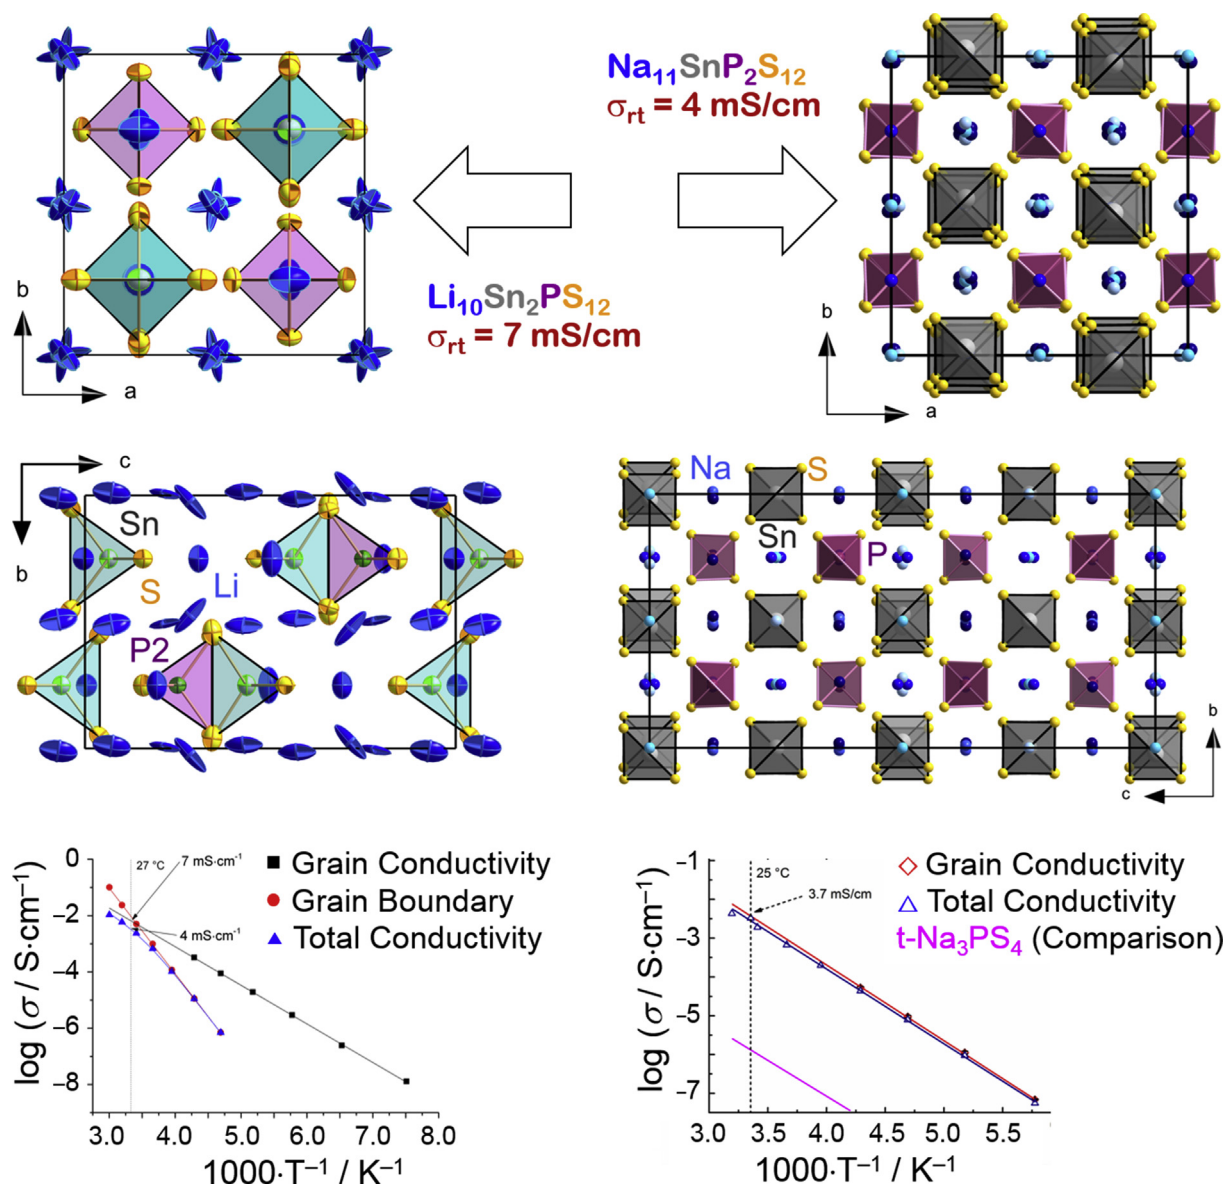 Na₁₁SnP₂S₁₂
σrt = 4 mS/cm
b
a
Li₁₀Sn₂PS₁₂
σrt = 7 mS/cm
b
a
c
b
Sn
S
Li
P2
Na
S
Sn
P
b
c
log (σ / S·cm⁻¹)
0
−2
−4
−6
−8
27 °C
7 mS·cm⁻¹
4 mS·cm⁻¹
Grain Conductivity
Grain Boundary
Total Conductivity
3.0 4.0 5.0 6.0 7.0 8.0
1000·T⁻¹ / K⁻¹
log (σ / S·cm⁻¹)
−1
−3
−5
−7
25 °C
3.7 mS/cm
Grain Conductivity
Total Conductivity
t-Na₃PS₄ (Comparison)
3.0 3.5 4.0 4.5 5.0 5.5
1000·T⁻¹ / K⁻¹